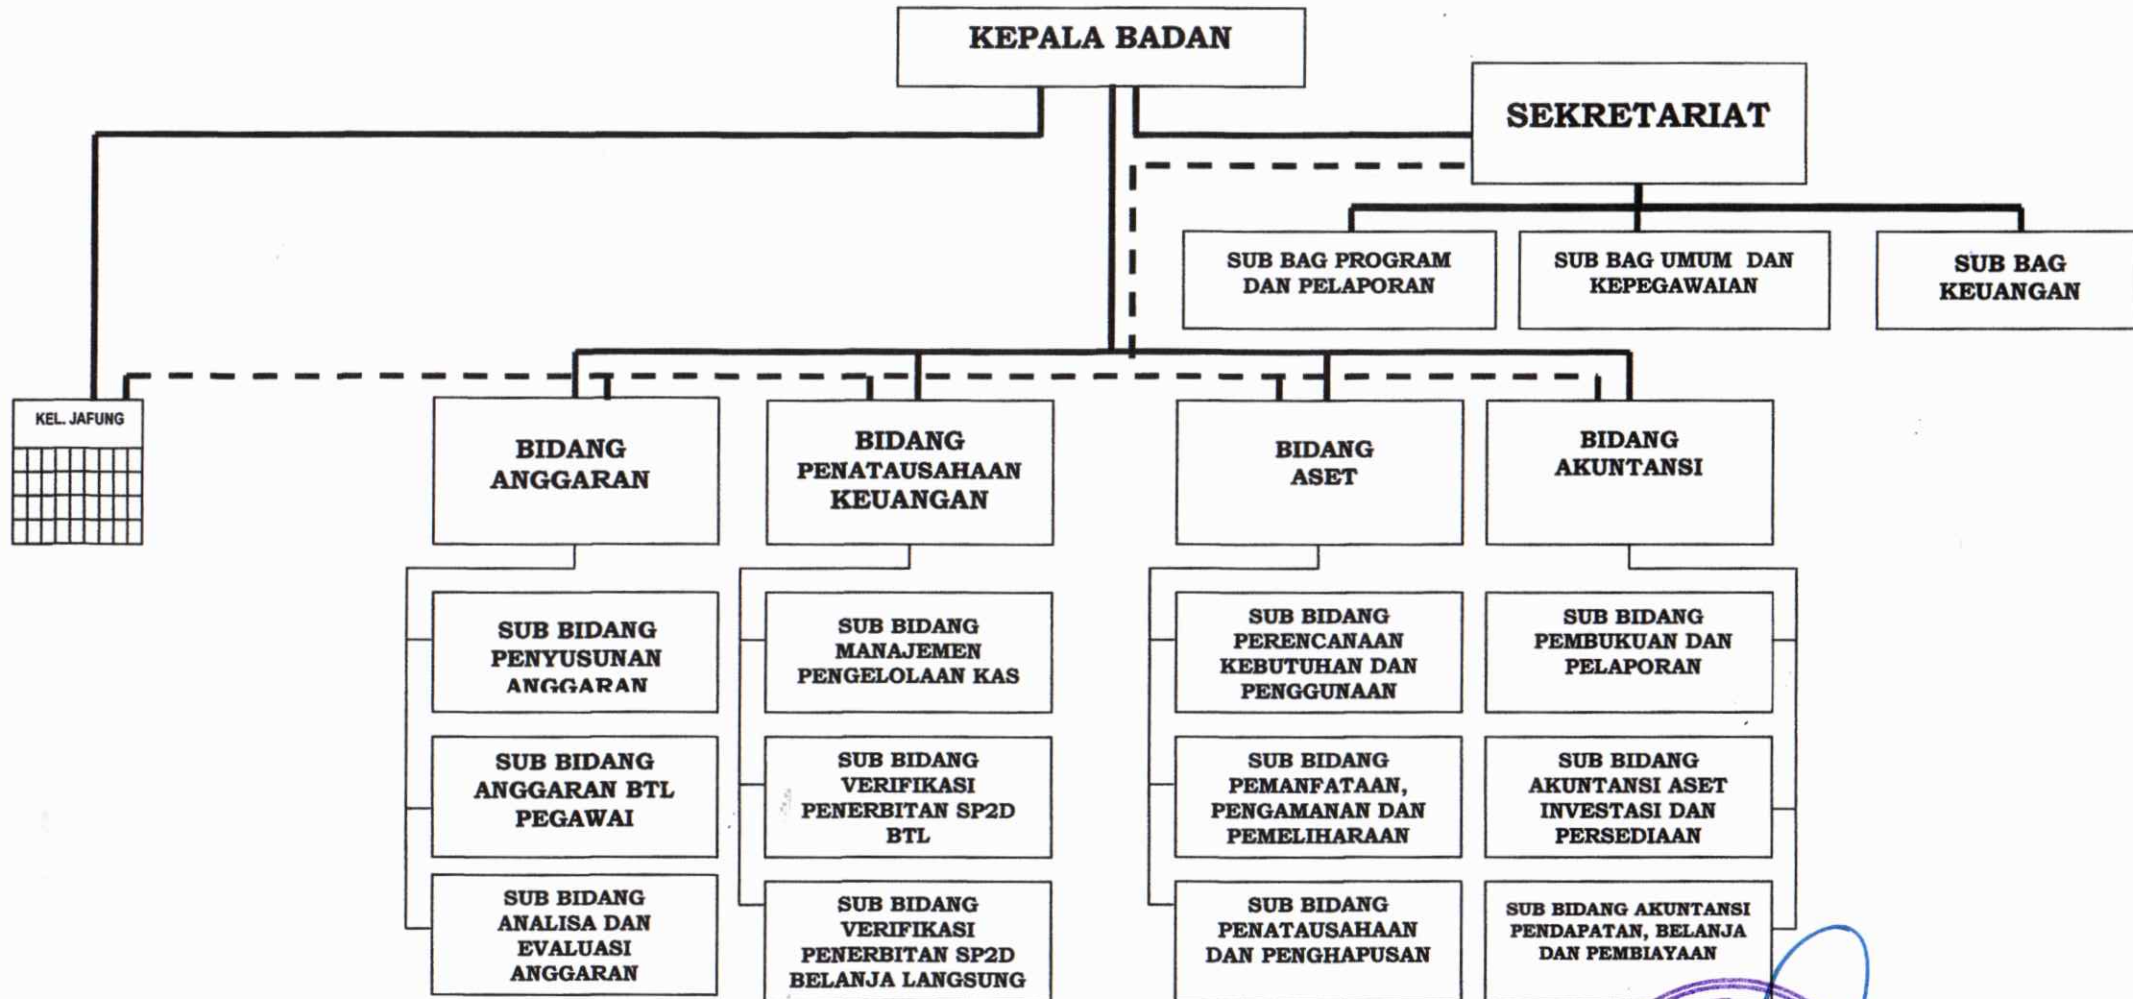 KEPALA BADAN
SEKRETARIAT
SUB BAG PROGRAM
DAN PELAPORAN
SUB BAG UMUM DAN
KEPEGAWAIAN
SUB BAG
KEUANGAN
KEL. JAFUNG
BIDANG
ANGGARAN
BIDANG
PENATAUSAHAAN
KEUANGAN
BIDANG
ASET
BIDANG
AKUNTANSI
SUB BIDANG
PENYUSUNAN
ANGGARAN
SUB BIDANG
MANAJEMEN
PENGELOLAAN KAS
SUB BIDANG
PERENCANAAN
KEBUTUHAN DAN
PENGGUNAAN
SUB BIDANG
PEMBUKUAN DAN
PELAPORAN
SUB BIDANG
ANGGARAN BTL
PEGAWAI
SUB BIDANG
VERIFIKASI
PENERBITAN SP2D
BTL
SUB BIDANG
PEMANFATAAN,
PENGAMANAN DAN
PEMELIHARAAN
SUB BIDANG
AKUNTANSI ASET
INVESTASI DAN
PERSEDIAAN
SUB BIDANG
ANALISA DAN
EVALUASI
ANGGARAN
SUB BIDANG
VERIFIKASI
PENERBITAN SP2D
BELANJA LANGSUNG
SUB BIDANG
PENATAUSAHAAN
DAN PENGHAPUSAN
SUB BIDANG AKUNTANSI
PENDAPATAN, BELANJA
DAN PEMBIAYAAN